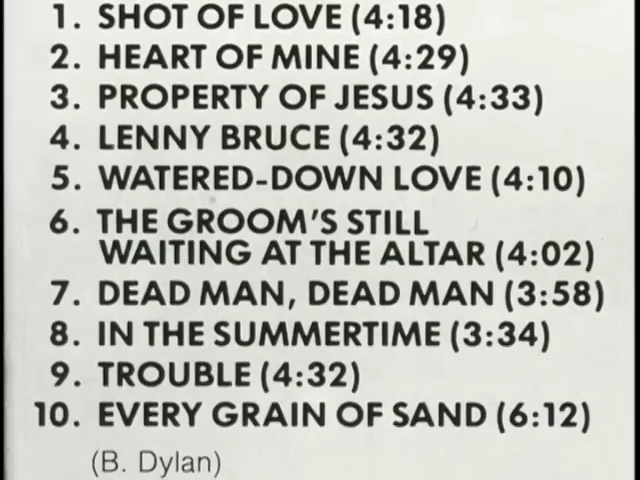 1. SHOT OF LOVE (4:18)
2. HEART OF MINE (4:29)
3. PROPERTY OF JESUS (4:33)
4. LENNY BRUCE (4:32)
5. WATERED-DOWN LOVE (4:10)
6. THE GROOM'S STILL
WAITING AT THE ALTAR (4:02)
7. DEAD MAN, DEAD MAN (3:58)
8. IN THE SUMMERTIME (3:34)
9. TROUBLE (4:32)
10. EVERY GRAIN OF SAND (6:12)
(B. Dylan)